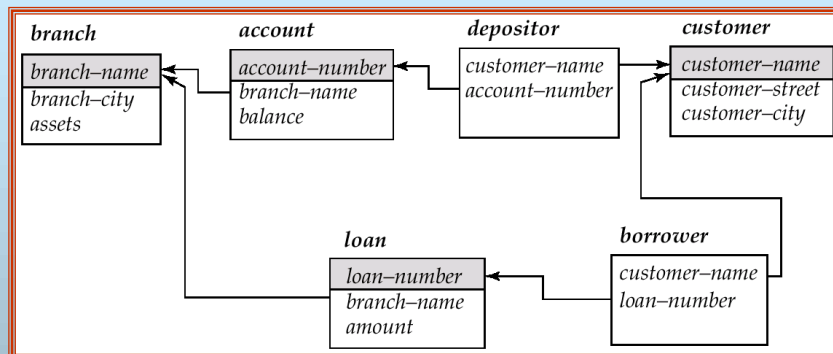 branch
branch–name
branch–city
assets
account
account–number
branch–name
balance
depositor
customer–name
account–number
customer
customer–name
customer–street
customer–city
loan
loan–number
branch–name
amount
borrower
customer–name
loan–number